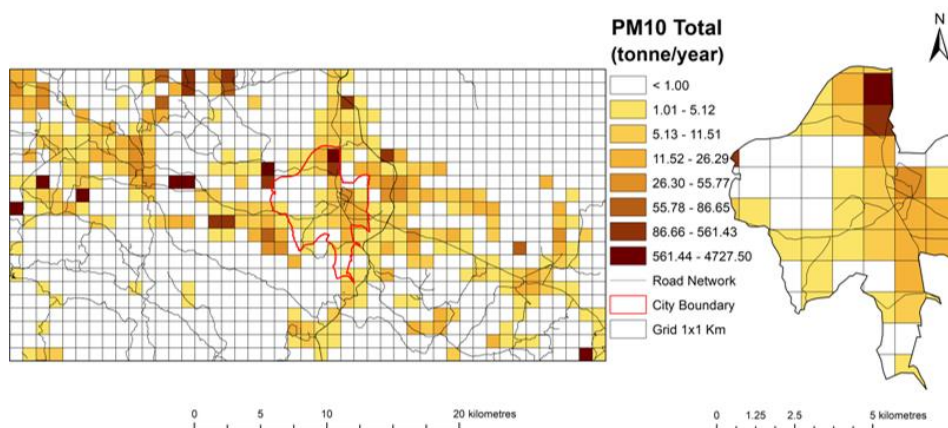 PM10 Total
(tonne/year)
< 1.00
1.01 - 5.12
5.13 - 11.51
11.52 - 26.29
26.30 - 55.77
55.78 - 86.65
86.66 - 561.43
561.44 - 4727.50
Road Network
City Boundary
Grid 1x1 Km
N
0 5 10 20 kilometres
0 1.25 2.5 5 kilometres